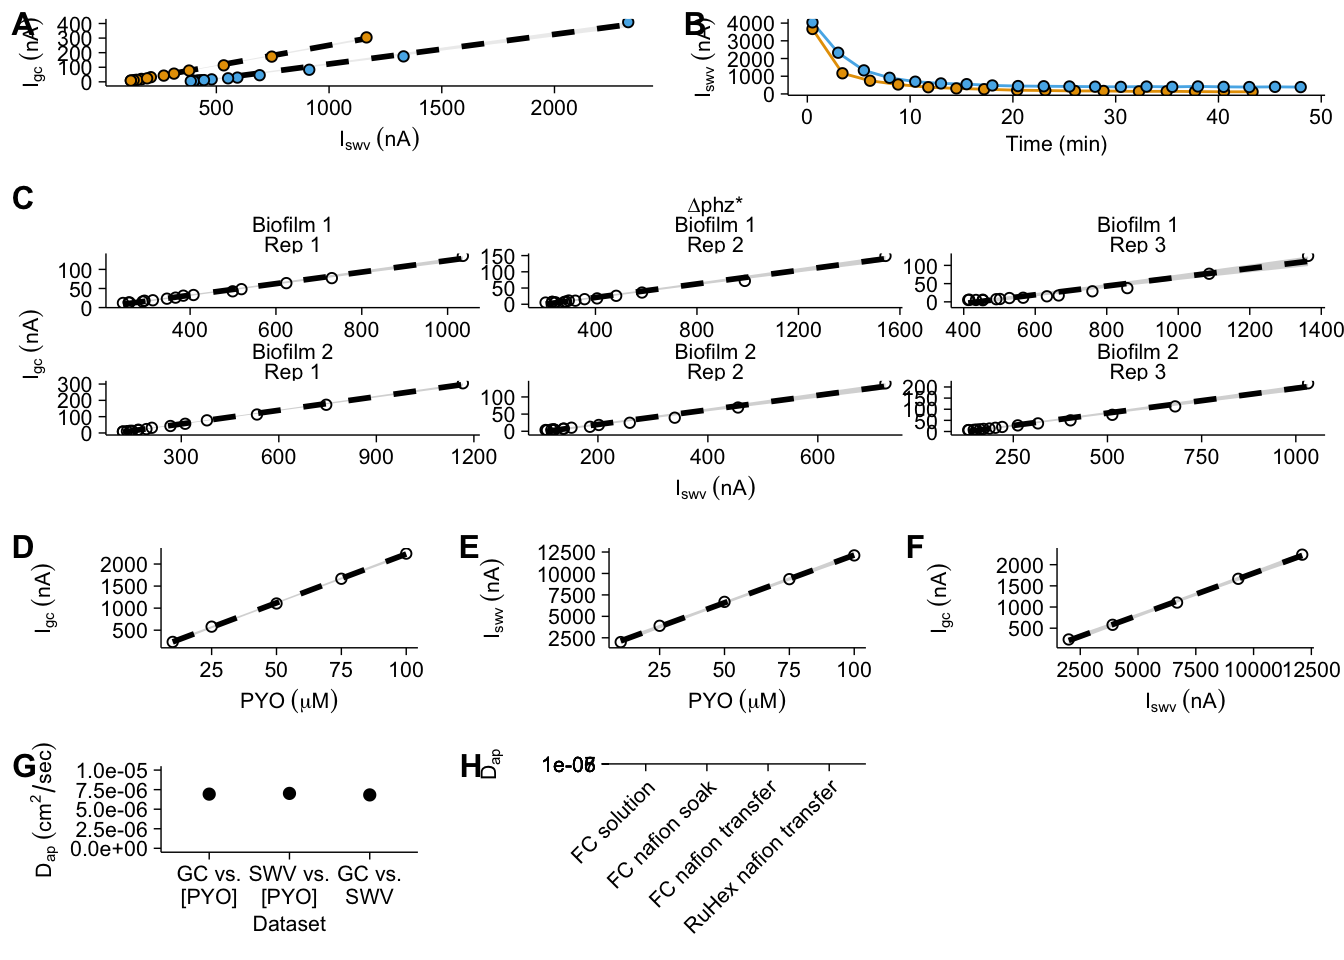 A
B
I_gc (nA)
400
300
200
100
0
500
1000
1500
2000
I_swv (nA)
I_swv (nA)
4000
3000
2000
1000
0
0
10
20
30
40
50
Time (min)
C
Δphz*
Biofilm 1
Rep 1
Biofilm 1
Rep 2
Biofilm 1
Rep 3
100
50
0
400
600
800
1000
150
100
50
0
400
800
1200
1600
100
50
0
400
600
800
1000
1200
1400
I_gc (nA)
Biofilm 2
Rep 1
Biofilm 2
Rep 2
Biofilm 2
Rep 3
300
200
100
0
300
600
900
1200
100
50
0
200
400
600
200
150
100
50
0
250
500
750
1000
I_swv (nA)
D
I_gc (nA)
2000
1500
1000
500
25
50
75
100
PYO (μM)
E
I_swv (nA)
12500
10000
7500
5000
2500
25
50
75
100
PYO (μM)
F
I_gc (nA)
2000
1500
1000
500
2500
5000
7500
10000
12500
I_swv (nA)
G
D_ap (cm²/sec)
1.0e-05
7.5e-06
5.0e-06
2.5e-06
0.0e+00
GC vs.
[PYO]
SWV vs.
[PYO]
GC vs.
SWV
Dataset
H
D_ap
FC solution
FC nafion soak
FC nafion transfer
RuHex nafion transfer